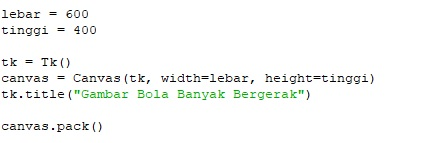 lebar = 600
tinggi = 400
tk = Tk()
canvas = Canvas(tk, width=lebar, height=tinggi)
tk.title("Gambar Bola Banyak Bergerak")
canvas.pack()